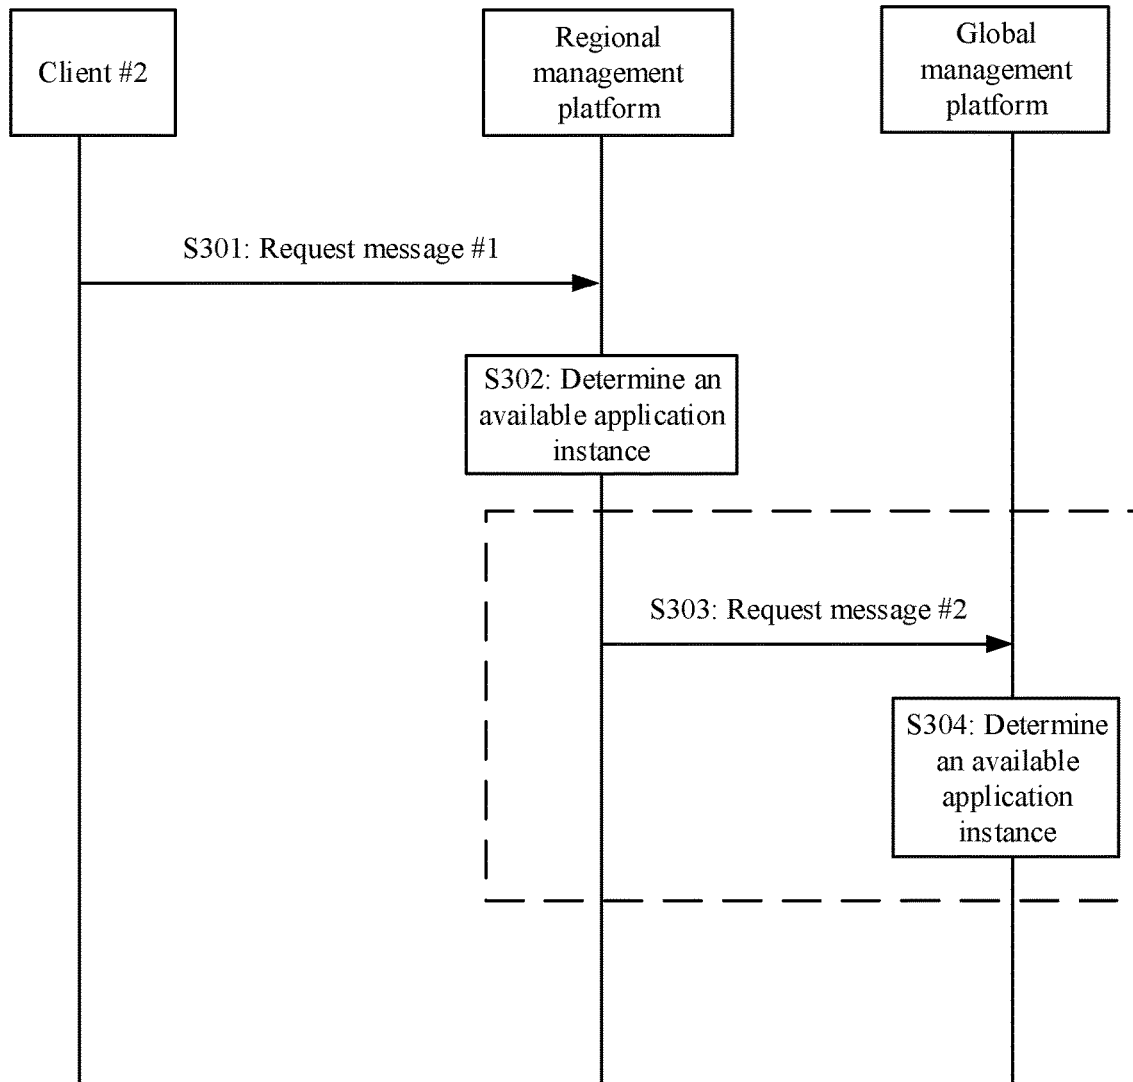 Client #2
Regional
management
platform
Global
management
platform
S301: Request message #1
S302: Determine an
available application
instance
S303: Request message #2
S304: Determine
an available
application
instance